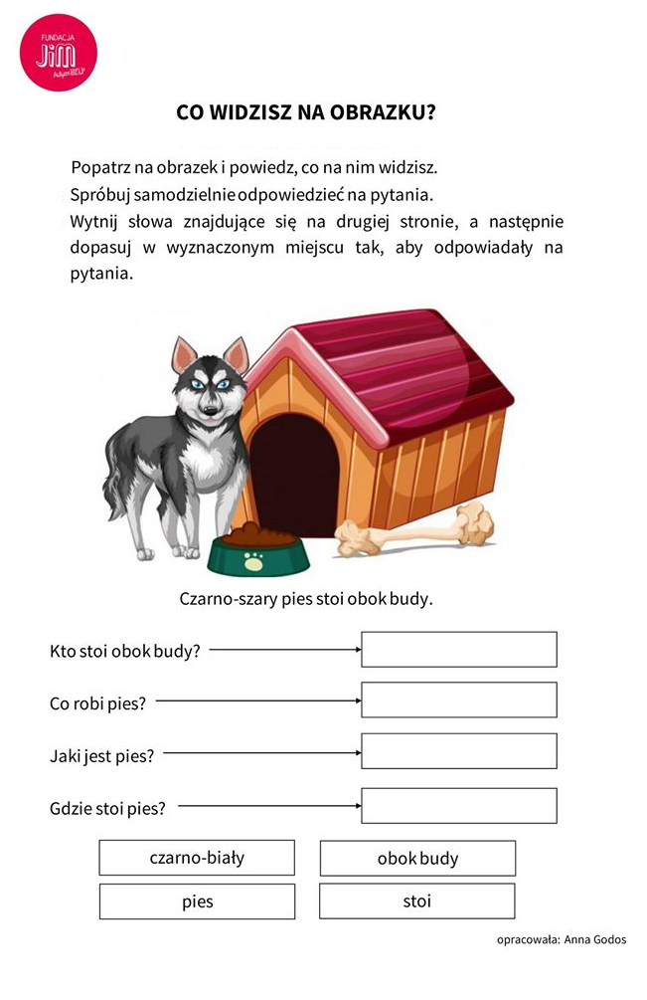 FUNDACJA
JiM
CO WIDZISZ NA OBRAZKU?
Popatrz na obrazek i powiedz, co na nim widzisz.
Spróbuj samodzielnie odpowiedzieć na pytania.
Wytnij słowa znajdujące się na drugiej stronie, a następnie
dopasuj w wyznaczonym miejscu tak, aby odpowiadały na
pytania.
Czarno-szary pies stoi obok budy.
Kto stoi obok budy?
Co robi pies?
Jaki jest pies?
Gdzie stoi pies?
czarno-biały obok budy
pies stoi
opracowała: Anna Godos